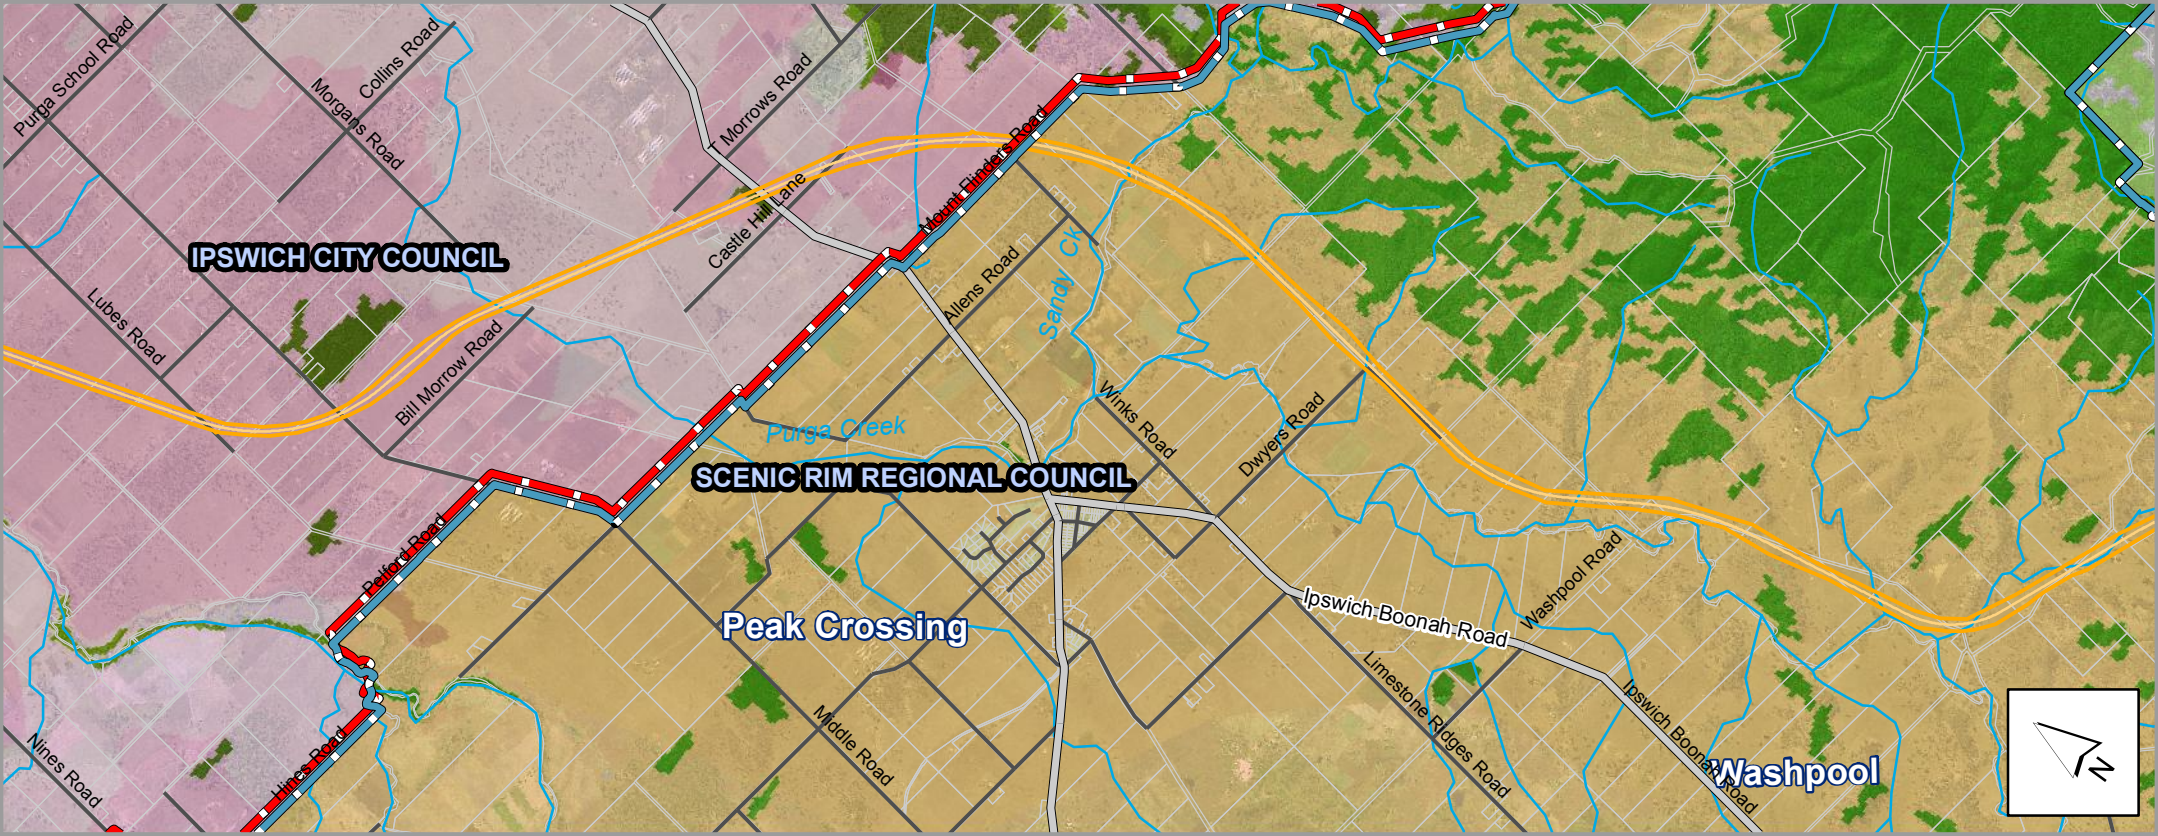 Purga School Road
Collins Road
Morgans Road
T Morrows Road
Castle Hill Lane
Mount Flinders Road
IPSWICH CITY COUNCIL
Lubes Road
Bill Morrow Road
Allens Road
Sandy Ck
Purga Creek
Winks Road
Dwyers Road
SCENIC RIM REGIONAL COUNCIL
Pelford Road
Peak Crossing
Ipswich-Boonah Road
Washpool Road
Limestone Ridges Road
Ipswich Boonah Road
Middle Road
Nines Road
Hines Road
Washpool
N